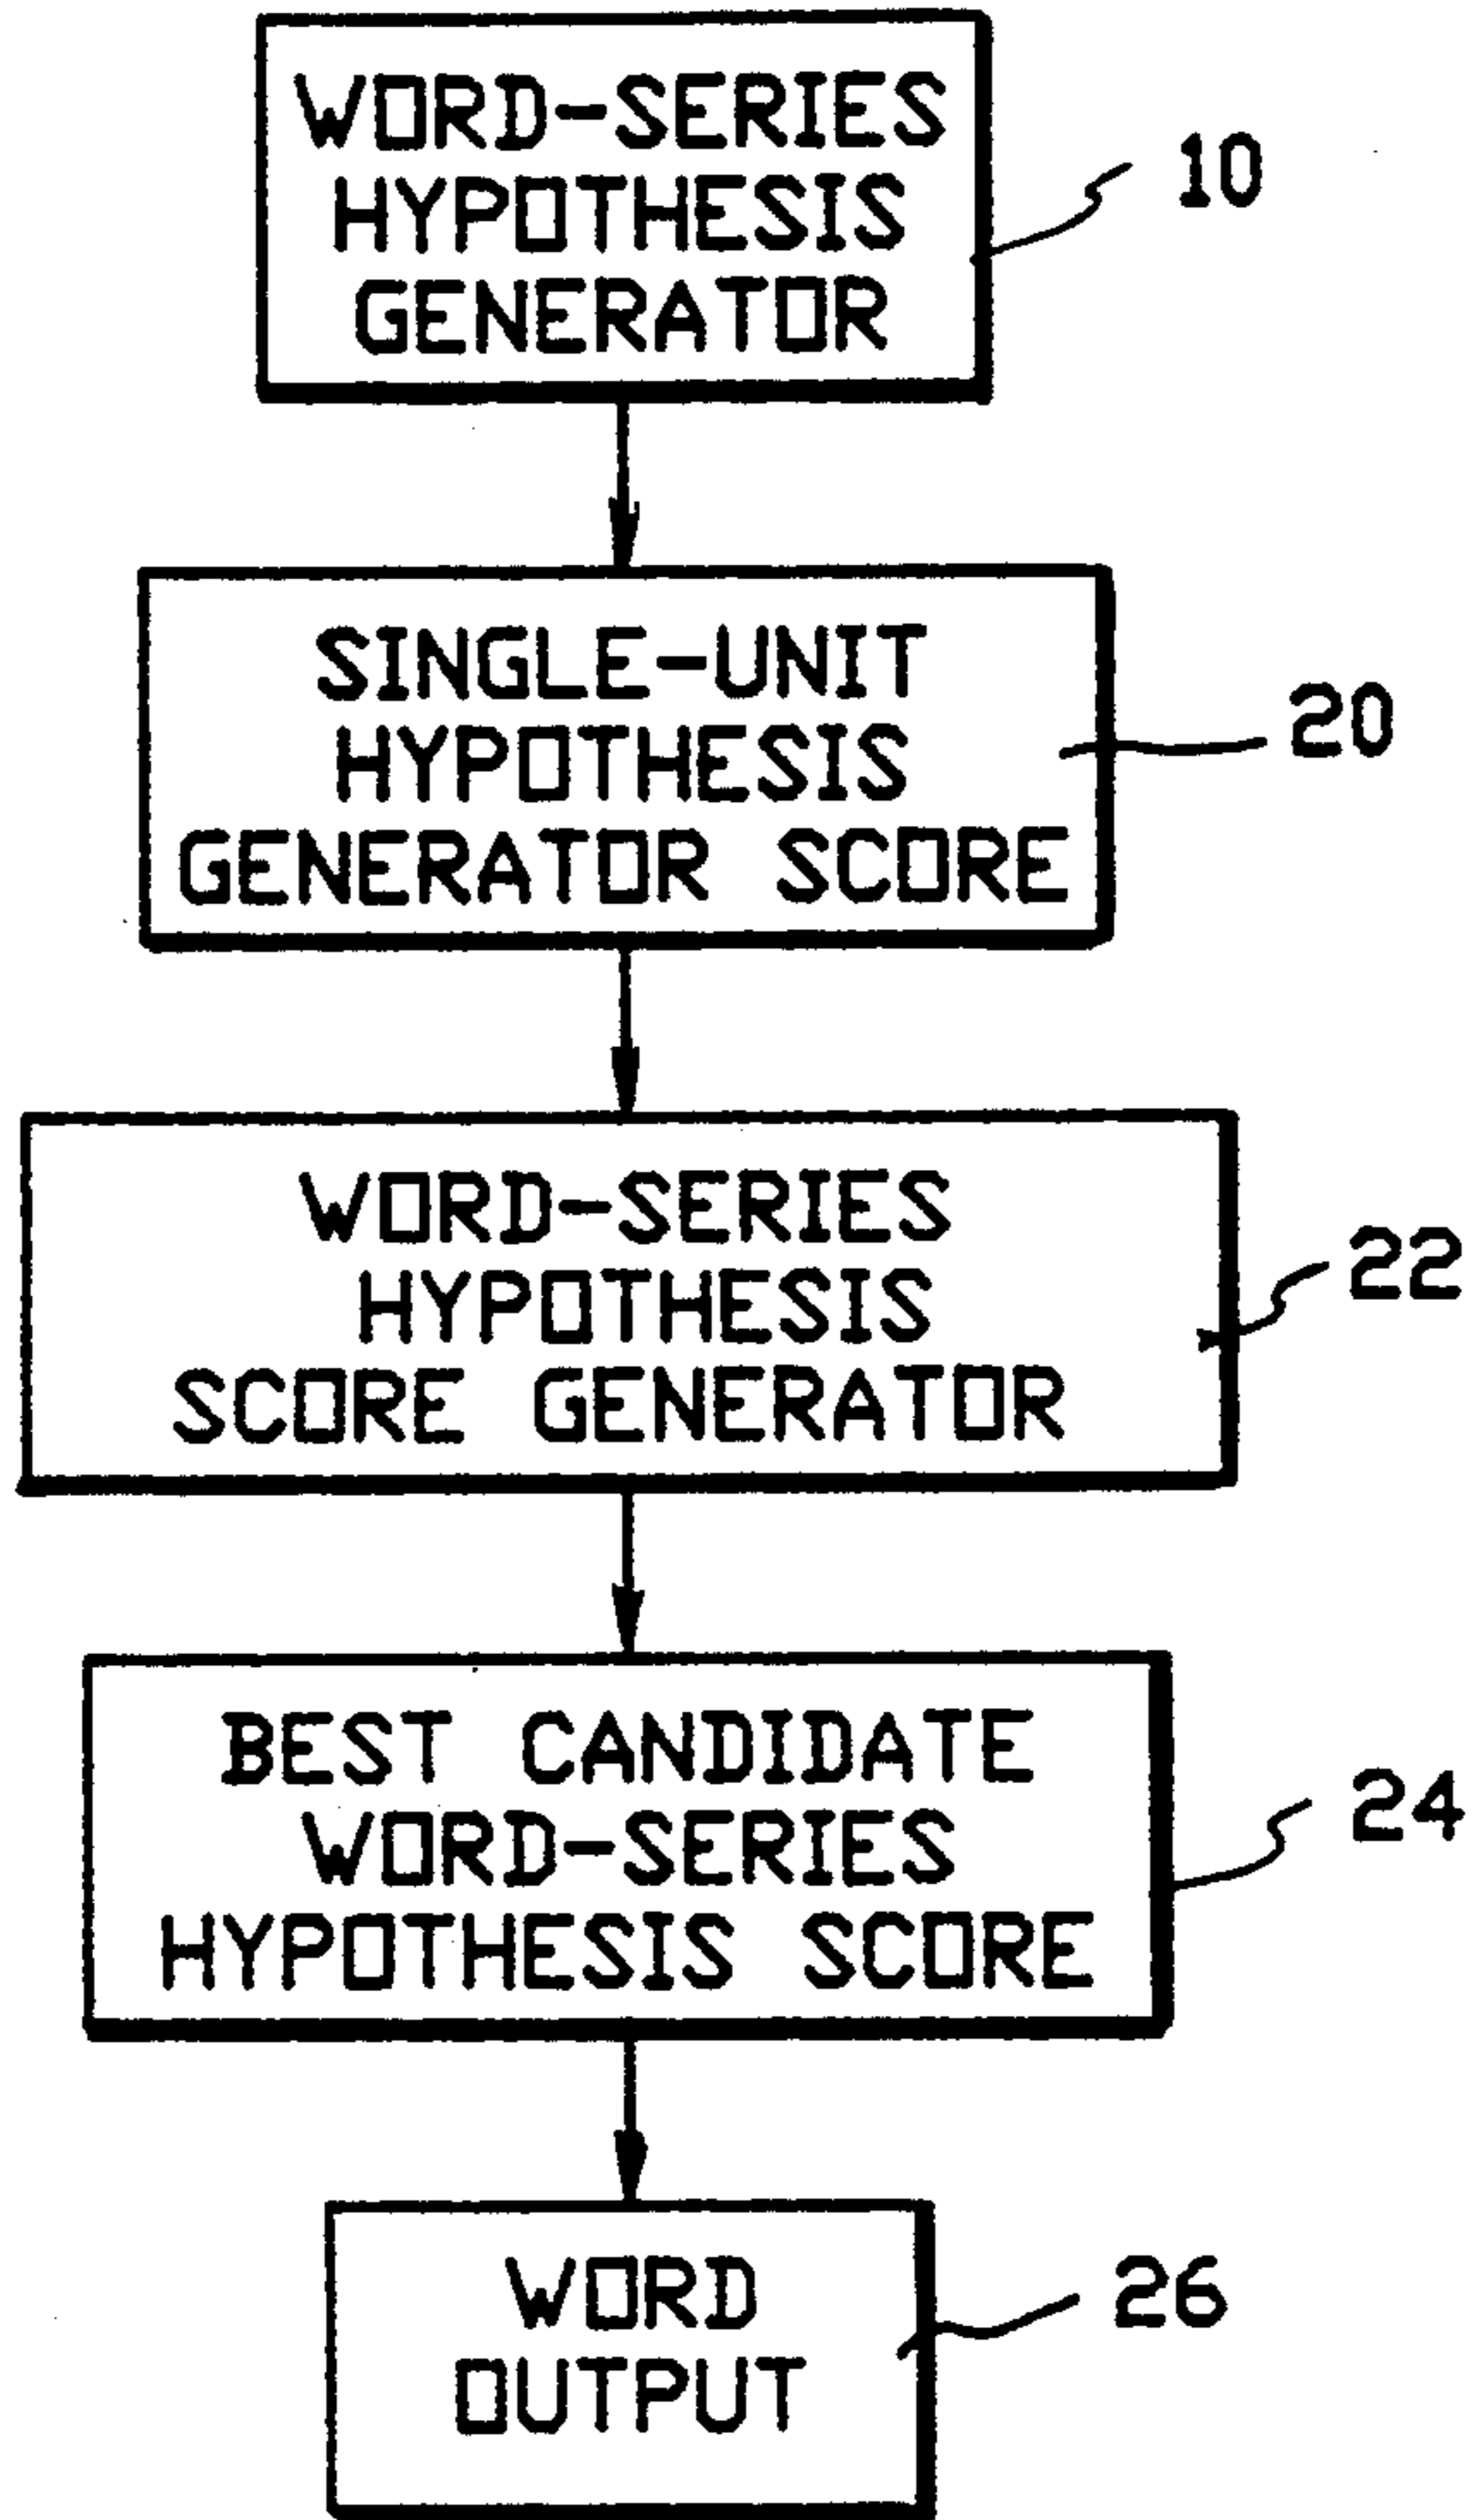 WORD-SERIES
HYPOTHESIS
GENERATOR
10
SINGLE-UNIT
HYPOTHESIS
GENERATOR SCORE
20
WORD-SERIES
HYPOTHESIS
SCORE GENERATOR
22
BEST CANDIDATE
WORD-SERIES
HYPOTHESIS SCORE
24
WORD
OUTPUT
26